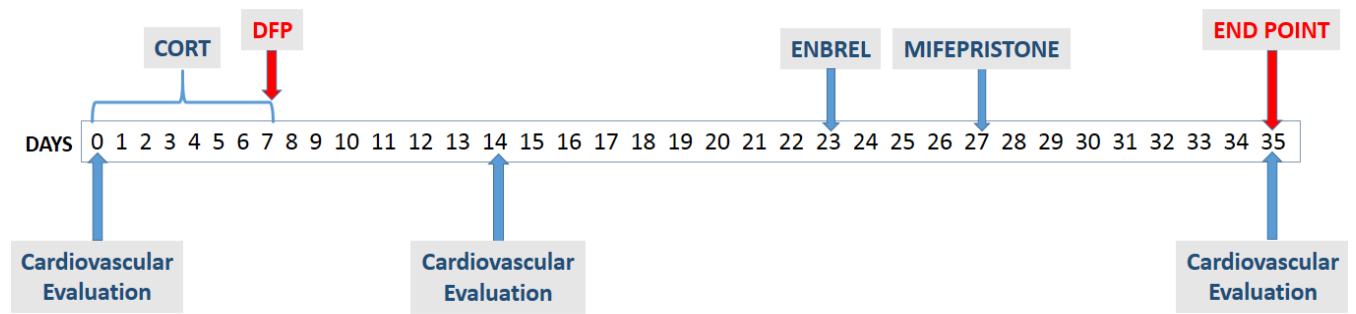 CORT
DFP
ENBREL
MIFEPRISTONE
END POINT
DAYS 0 1 2 3 4 5 6 7 8 9 10 11 12 13 14 15 16 17 18 19 20 21 22 23 24 25 26 27 28 29 30 31 32 33 34 35
Cardiovascular
Evaluation
Cardiovascular
Evaluation
Cardiovascular
Evaluation